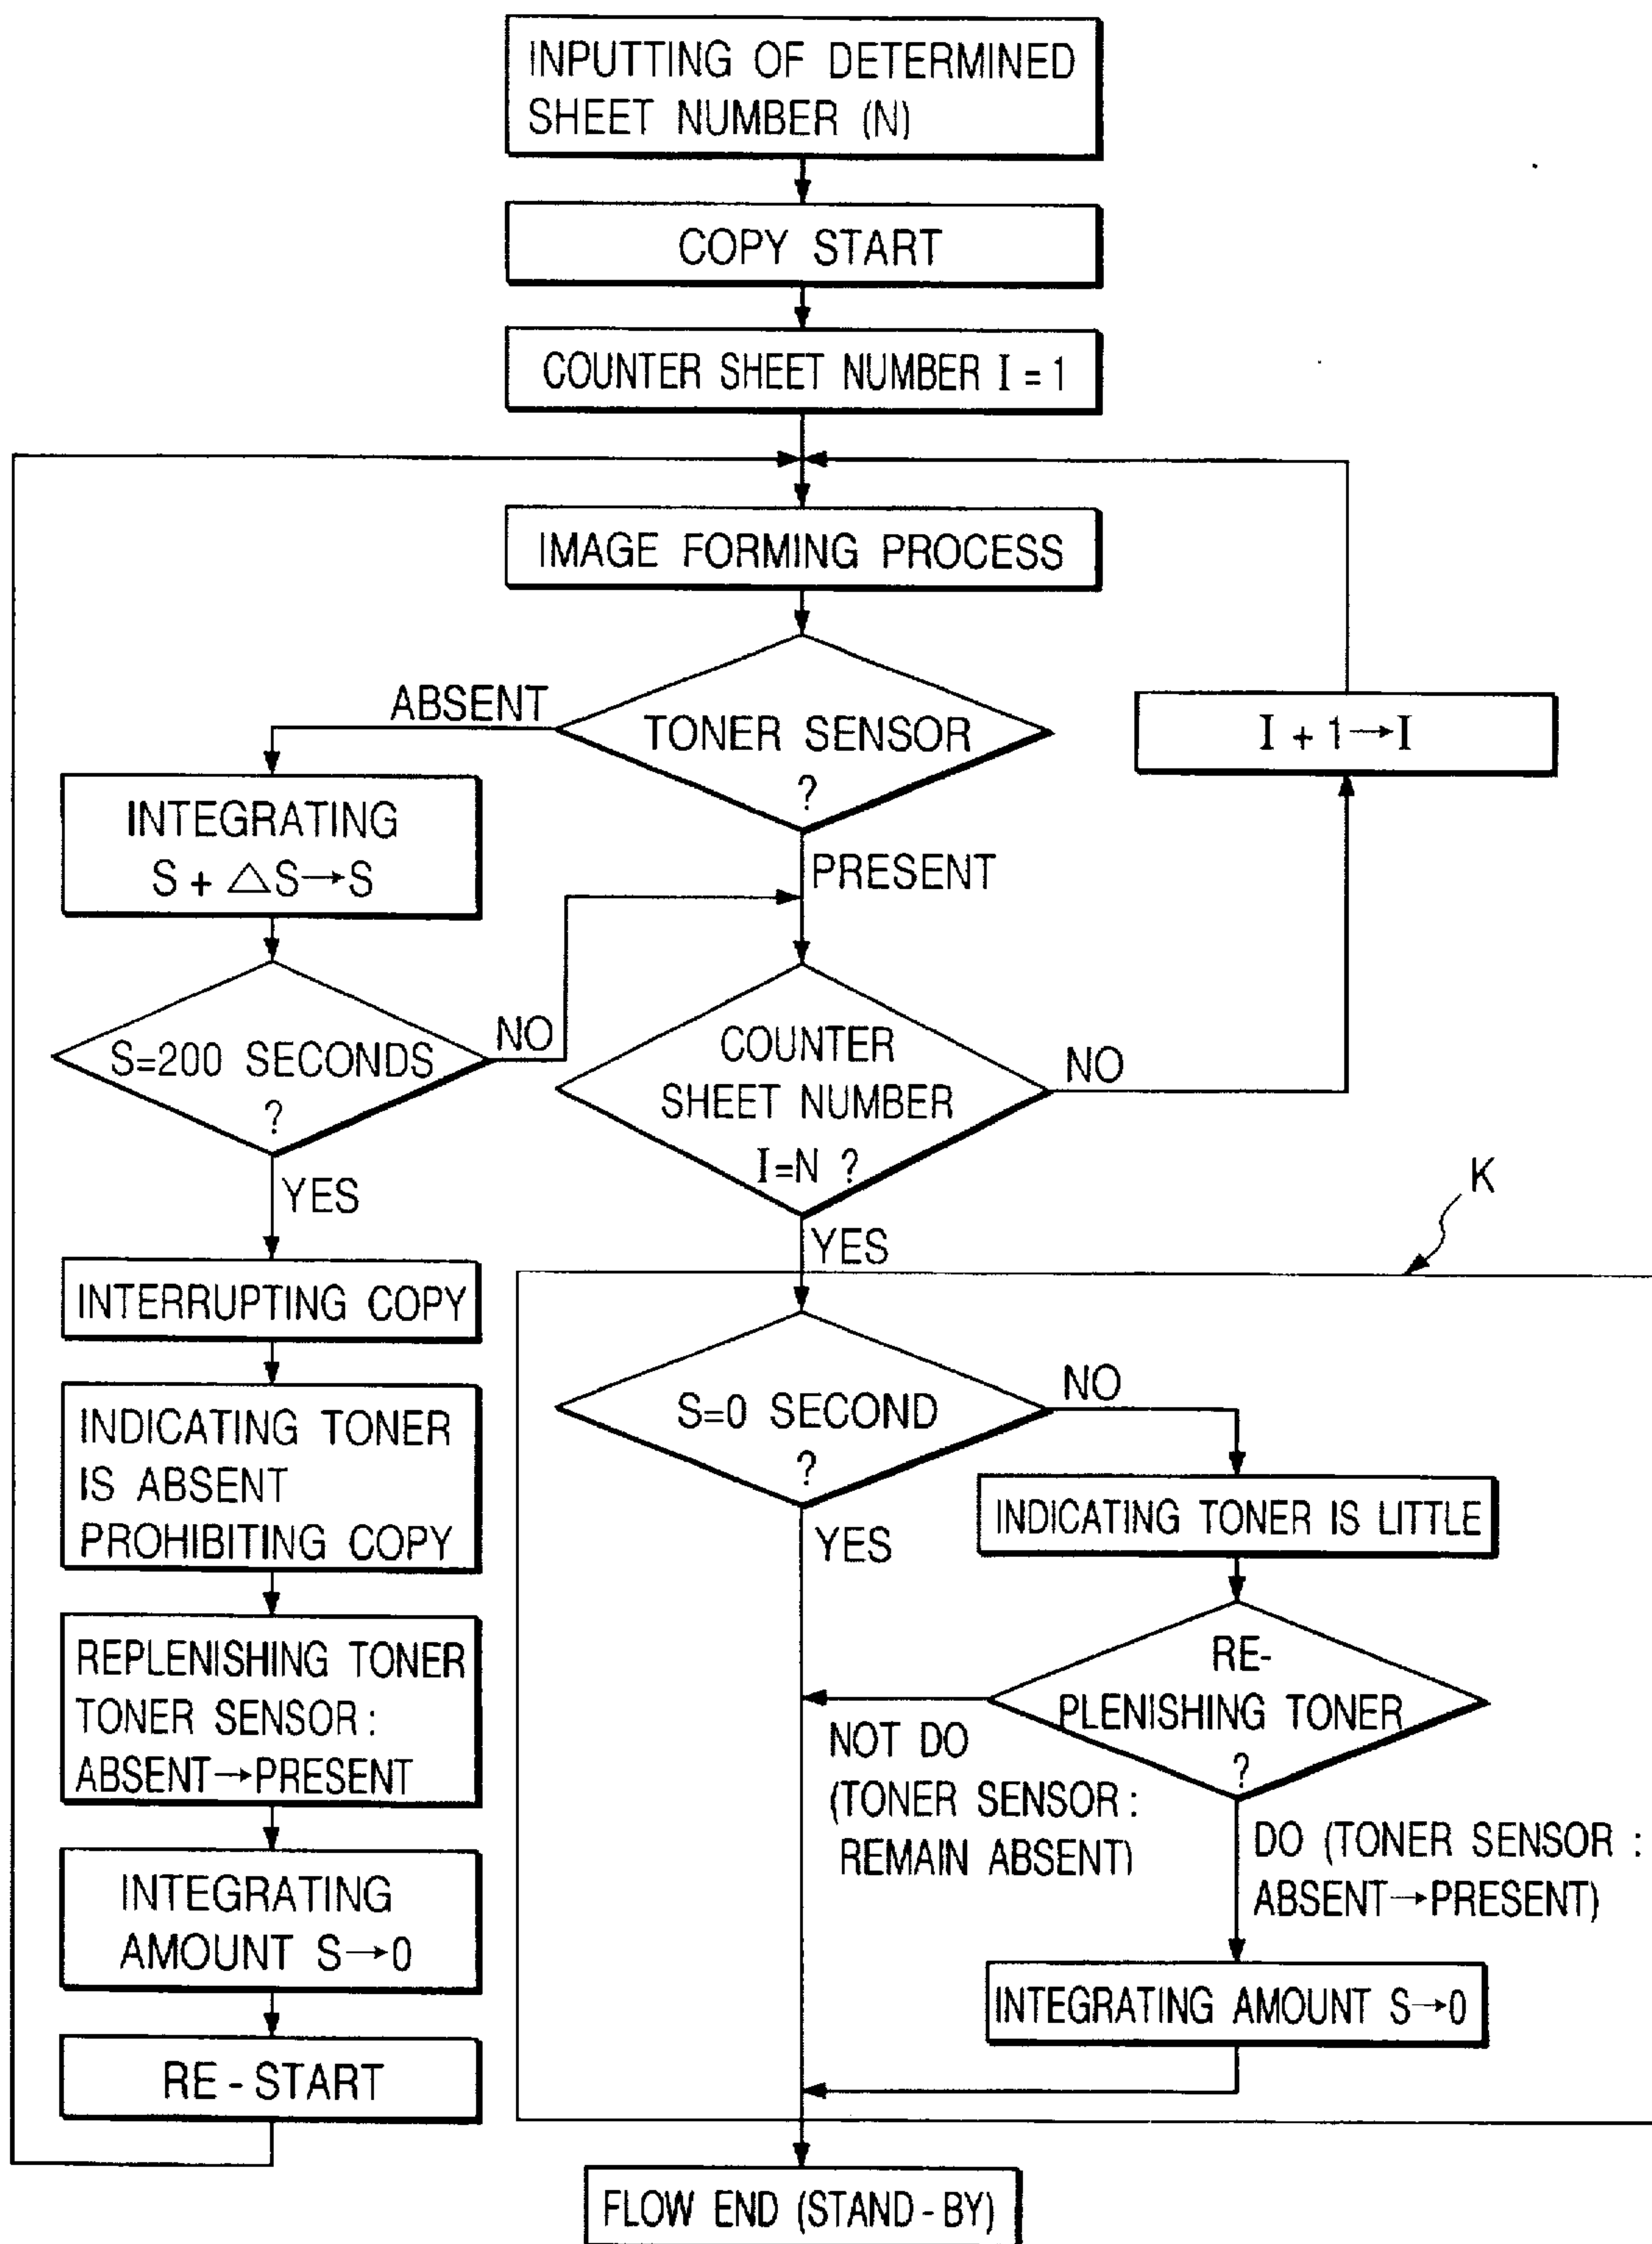 INPUTTING OF DETERMINED
SHEET NUMBER (N)
COPY START
COUNTER SHEET NUMBER I = 1
IMAGE FORMING PROCESS
ABSENT
TONER SENSOR
?
I + 1→I
INTEGRATING
S + △S→S
PRESENT
S=200 SECONDS
?
NO
COUNTER
SHEET NUMBER
I=N ?
NO
YES
YES
K
INTERRUPTING COPY
INDICATING TONER
IS ABSENT
PROHIBITING COPY
REPLENISHING TONER
TONER SENSOR :
ABSENT→PRESENT
INTEGRATING
AMOUNT S→0
RE - START
S=0 SECOND
?
NO
YES
INDICATING TONER IS LITTLE
RE-
PLENISHING TONER
?
NOT DO
(TONER SENSOR :
REMAIN ABSENT)
DO (TONER SENSOR :
ABSENT→PRESENT)
INTEGRATING AMOUNT S→0
FLOW END (STAND - BY)